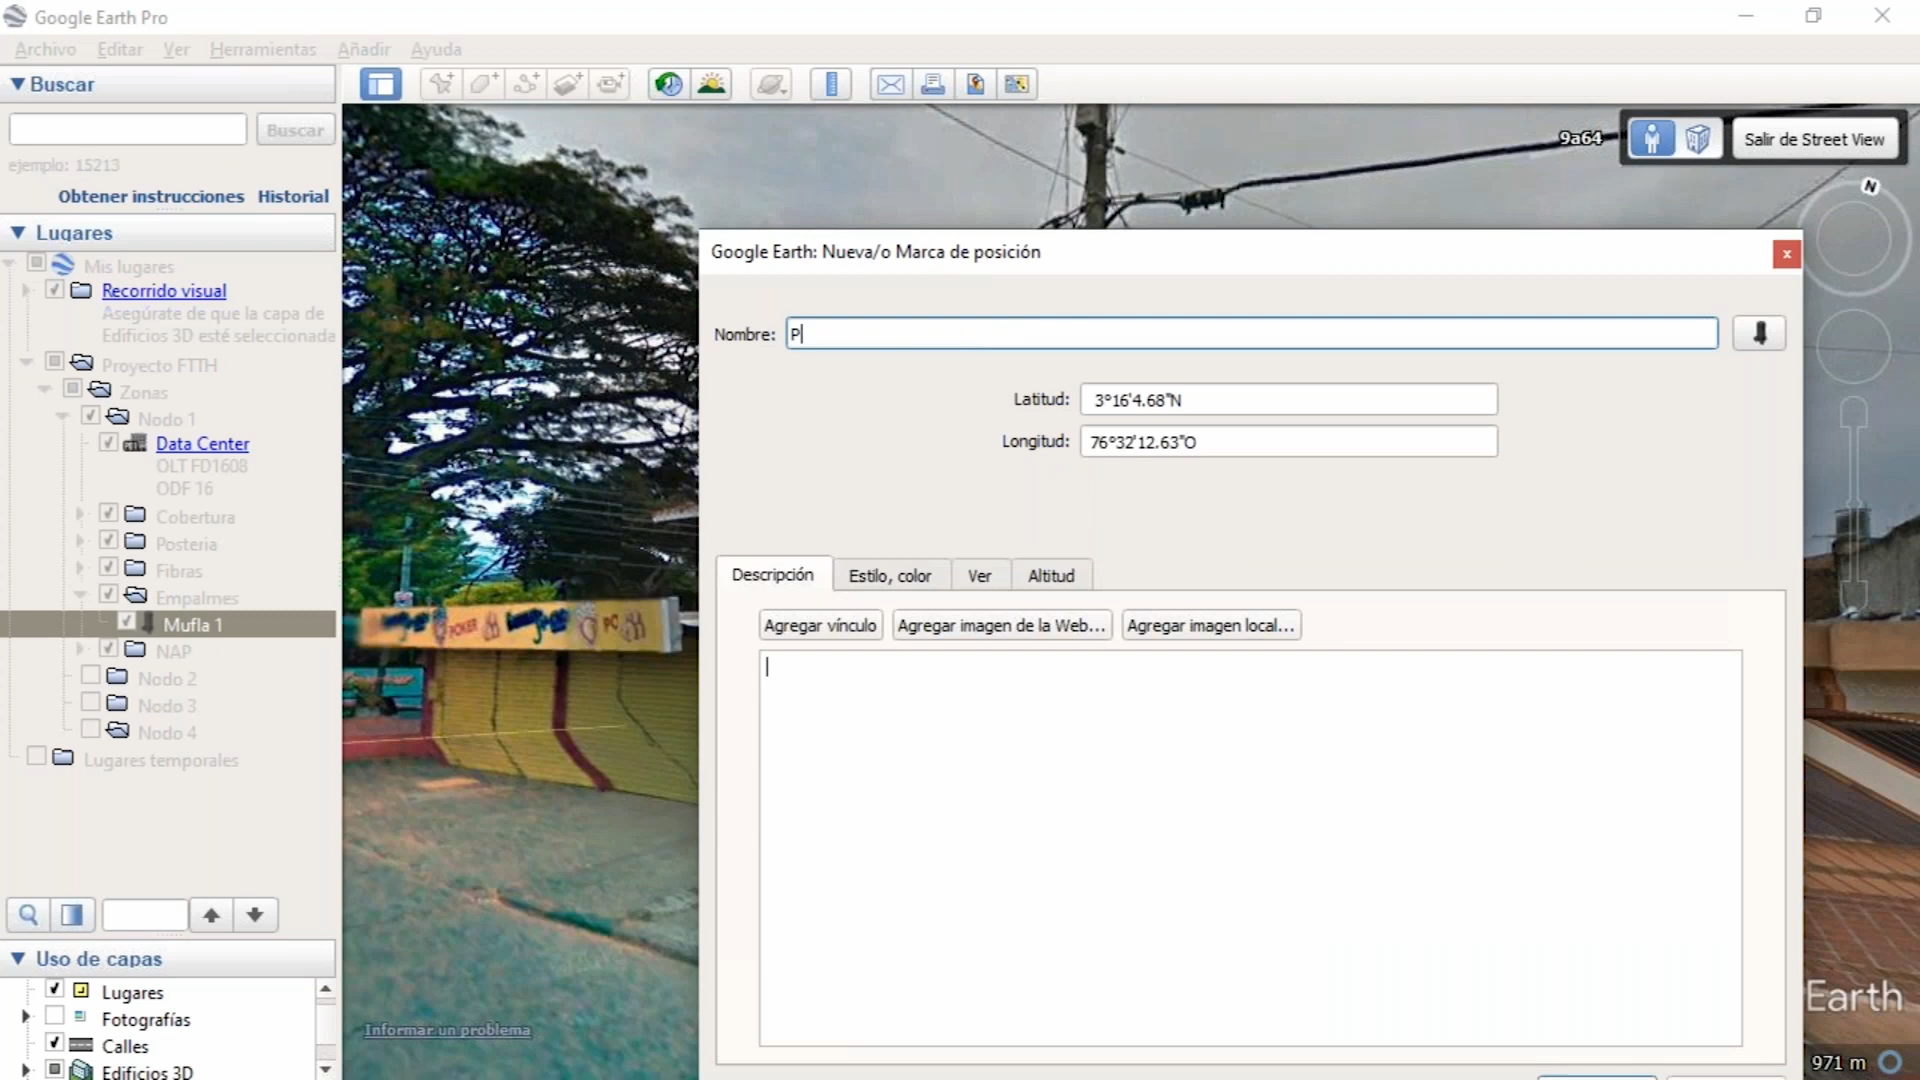 Google Earth Pro
Archivo Editar Ver Herramientas Añadir Ayuda
Buscar
Buscar
ejemplo: 15213
Obtener instrucciones Historial
Lugares
Mis lugares
Recorrido visual
Asegúrate de que la capa de
Edificios 3D esté seleccionada
Proyecto FTTH
Zonas
Nodo 1
Data Center
OLT FD1608
ODF 16
Cobertura
Posteria
Fibras
Empalmes
Mufla 1
NAP
Nodo 2
Nodo 3
Nodo 4
Lugares temporales
Uso de capas
Lugares
Fotografías
Calles
Edificios 3D
9a64
Salir de Street View
N
Google Earth: Nueva/o Marca de posición
x
Nombre: P
Latitud: 3°16'4.68"N
Longitud: 76°32'12.63"O
Descripción Estilo, color Ver Altitud
Agregar vínculo Agregar imagen de la Web... Agregar imagen local...
POKER
PO
Informar un problema
Earth
971 m